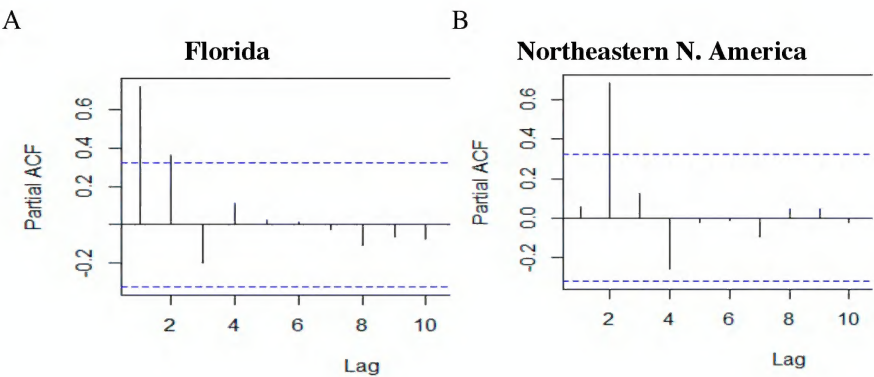 A
Florida
Partial ACF
0.6
0.4
0.2
-0.2
2 4 6 8 10
Lag
B
Northeastern N. America
Partial ACF
0.6
0.4
0.2
0.0
-0.2
2 4 6 8 10
Lag